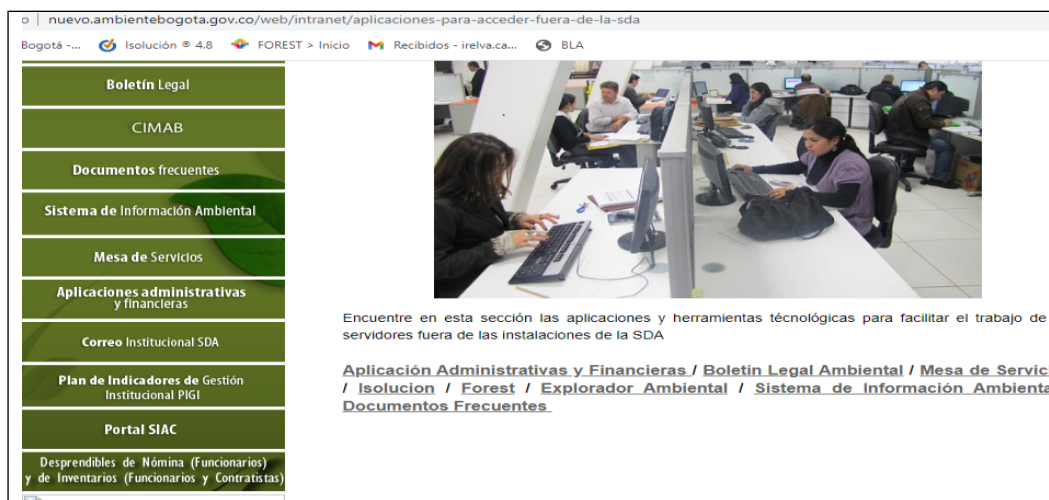 o | nuevo.ambientebogota.gov.co/web/intranet/aplicaciones-para-acceder-fuera-de-la-sda
Bogotá -... Isolución ® 4.8 FOREST > Inicio Recibidos - irelva.ca... BLA
Boletín Legal
CIMAB
Documentos frecuentes
Sistema de Información Ambiental
Mesa de Servicios
Aplicaciones administrativas
y financieras
Correo Institucional SDA
Plan de Indicadores de Gestión
Institucional PIGI
Portal SIAC
Desprendibles de Nómina (Funcionarios)
y de Inventarios (Funcionarios y Contratistas)
Encuentre en esta sección las aplicaciones y herramientas técnológicas para facilitar el trabajo de
servidores fuera de las instalaciones de la SDA
Aplicación Administrativas y Financieras / Boletin Legal Ambiental / Mesa de Servic
/ Isolucion / Forest / Explorador Ambiental / Sistema de Información Ambienta
Documentos Frecuentes